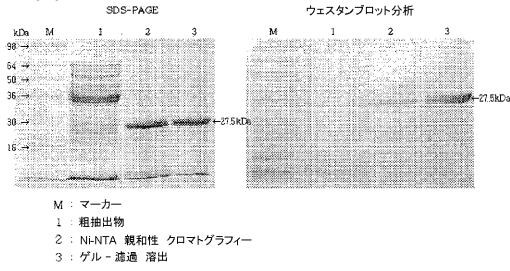 SDS-PAGE
ウェスタンブロット分析
kDa M 1 2 3
M 1 2 3
98
64
50
36
30
16
27.5kDa
27.5kDa
M : マーカー
1 : 粗抽出物
2 : Ni-NTA 親和性 クロマトグラフィー
3 : ゲル - 濾過 溶出